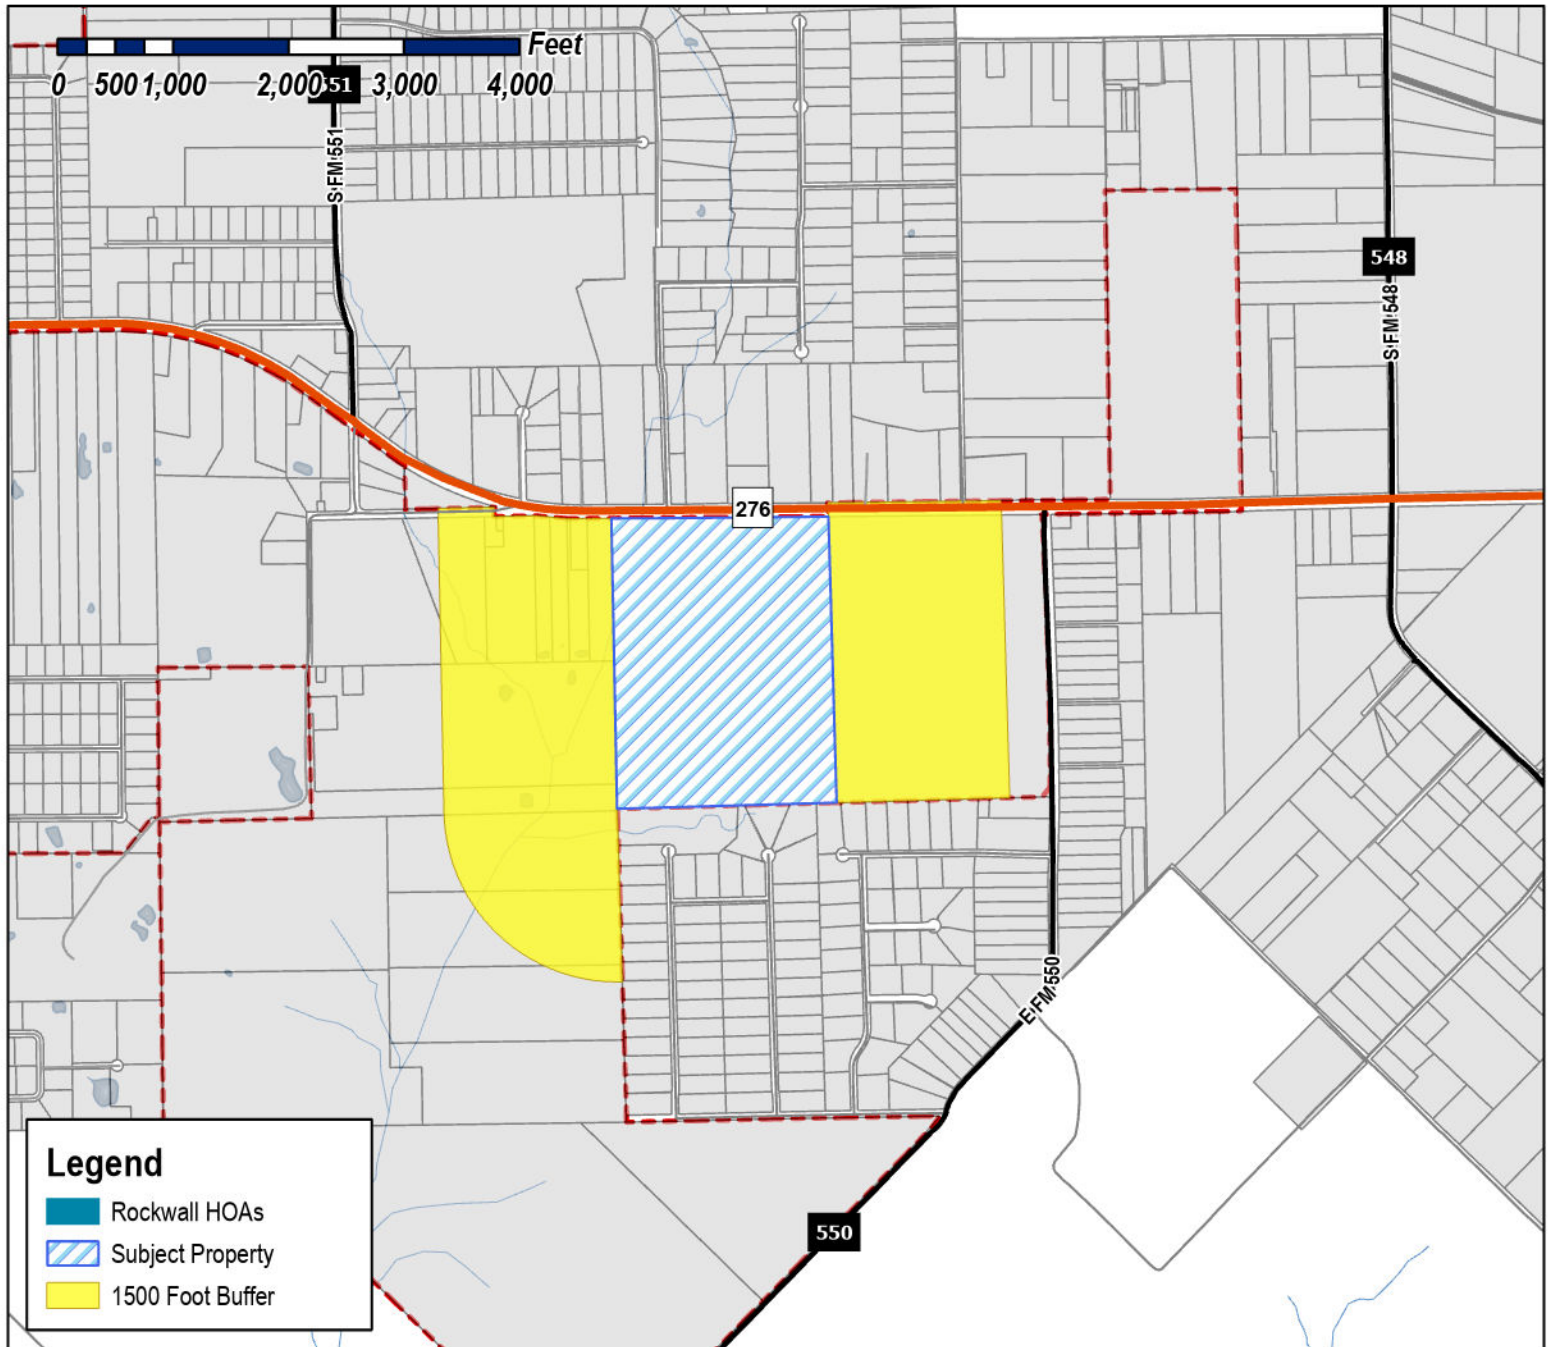 Feet
0 500 1,000 2,000 3,000 4,000
551
S FM 551
548
S FM 548
276
E FM 550
550
Legend
Rockwall HOAs
Subject Property
1500 Foot Buffer